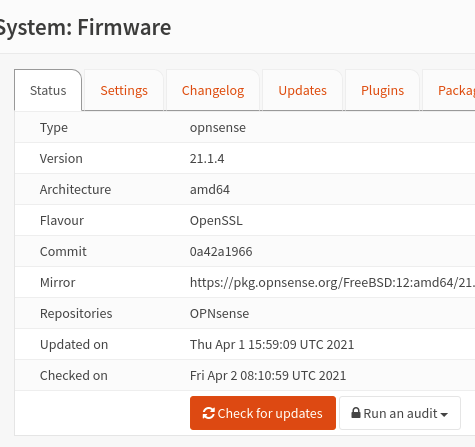 System: Firmware
Status Settings Changelog Updates Plugins Packag
Type opnsense
Version 21.1.4
Architecture amd64
Flavour OpenSSL
Commit 0a42a1966
Mirror https://pkg.opnsense.org/FreeBSD:12:amd64/21.
Repositories OPNsense
Updated on Thu Apr 1 15:59:09 UTC 2021
Checked on Fri Apr 2 08:10:59 UTC 2021
Check for updates Run an audit